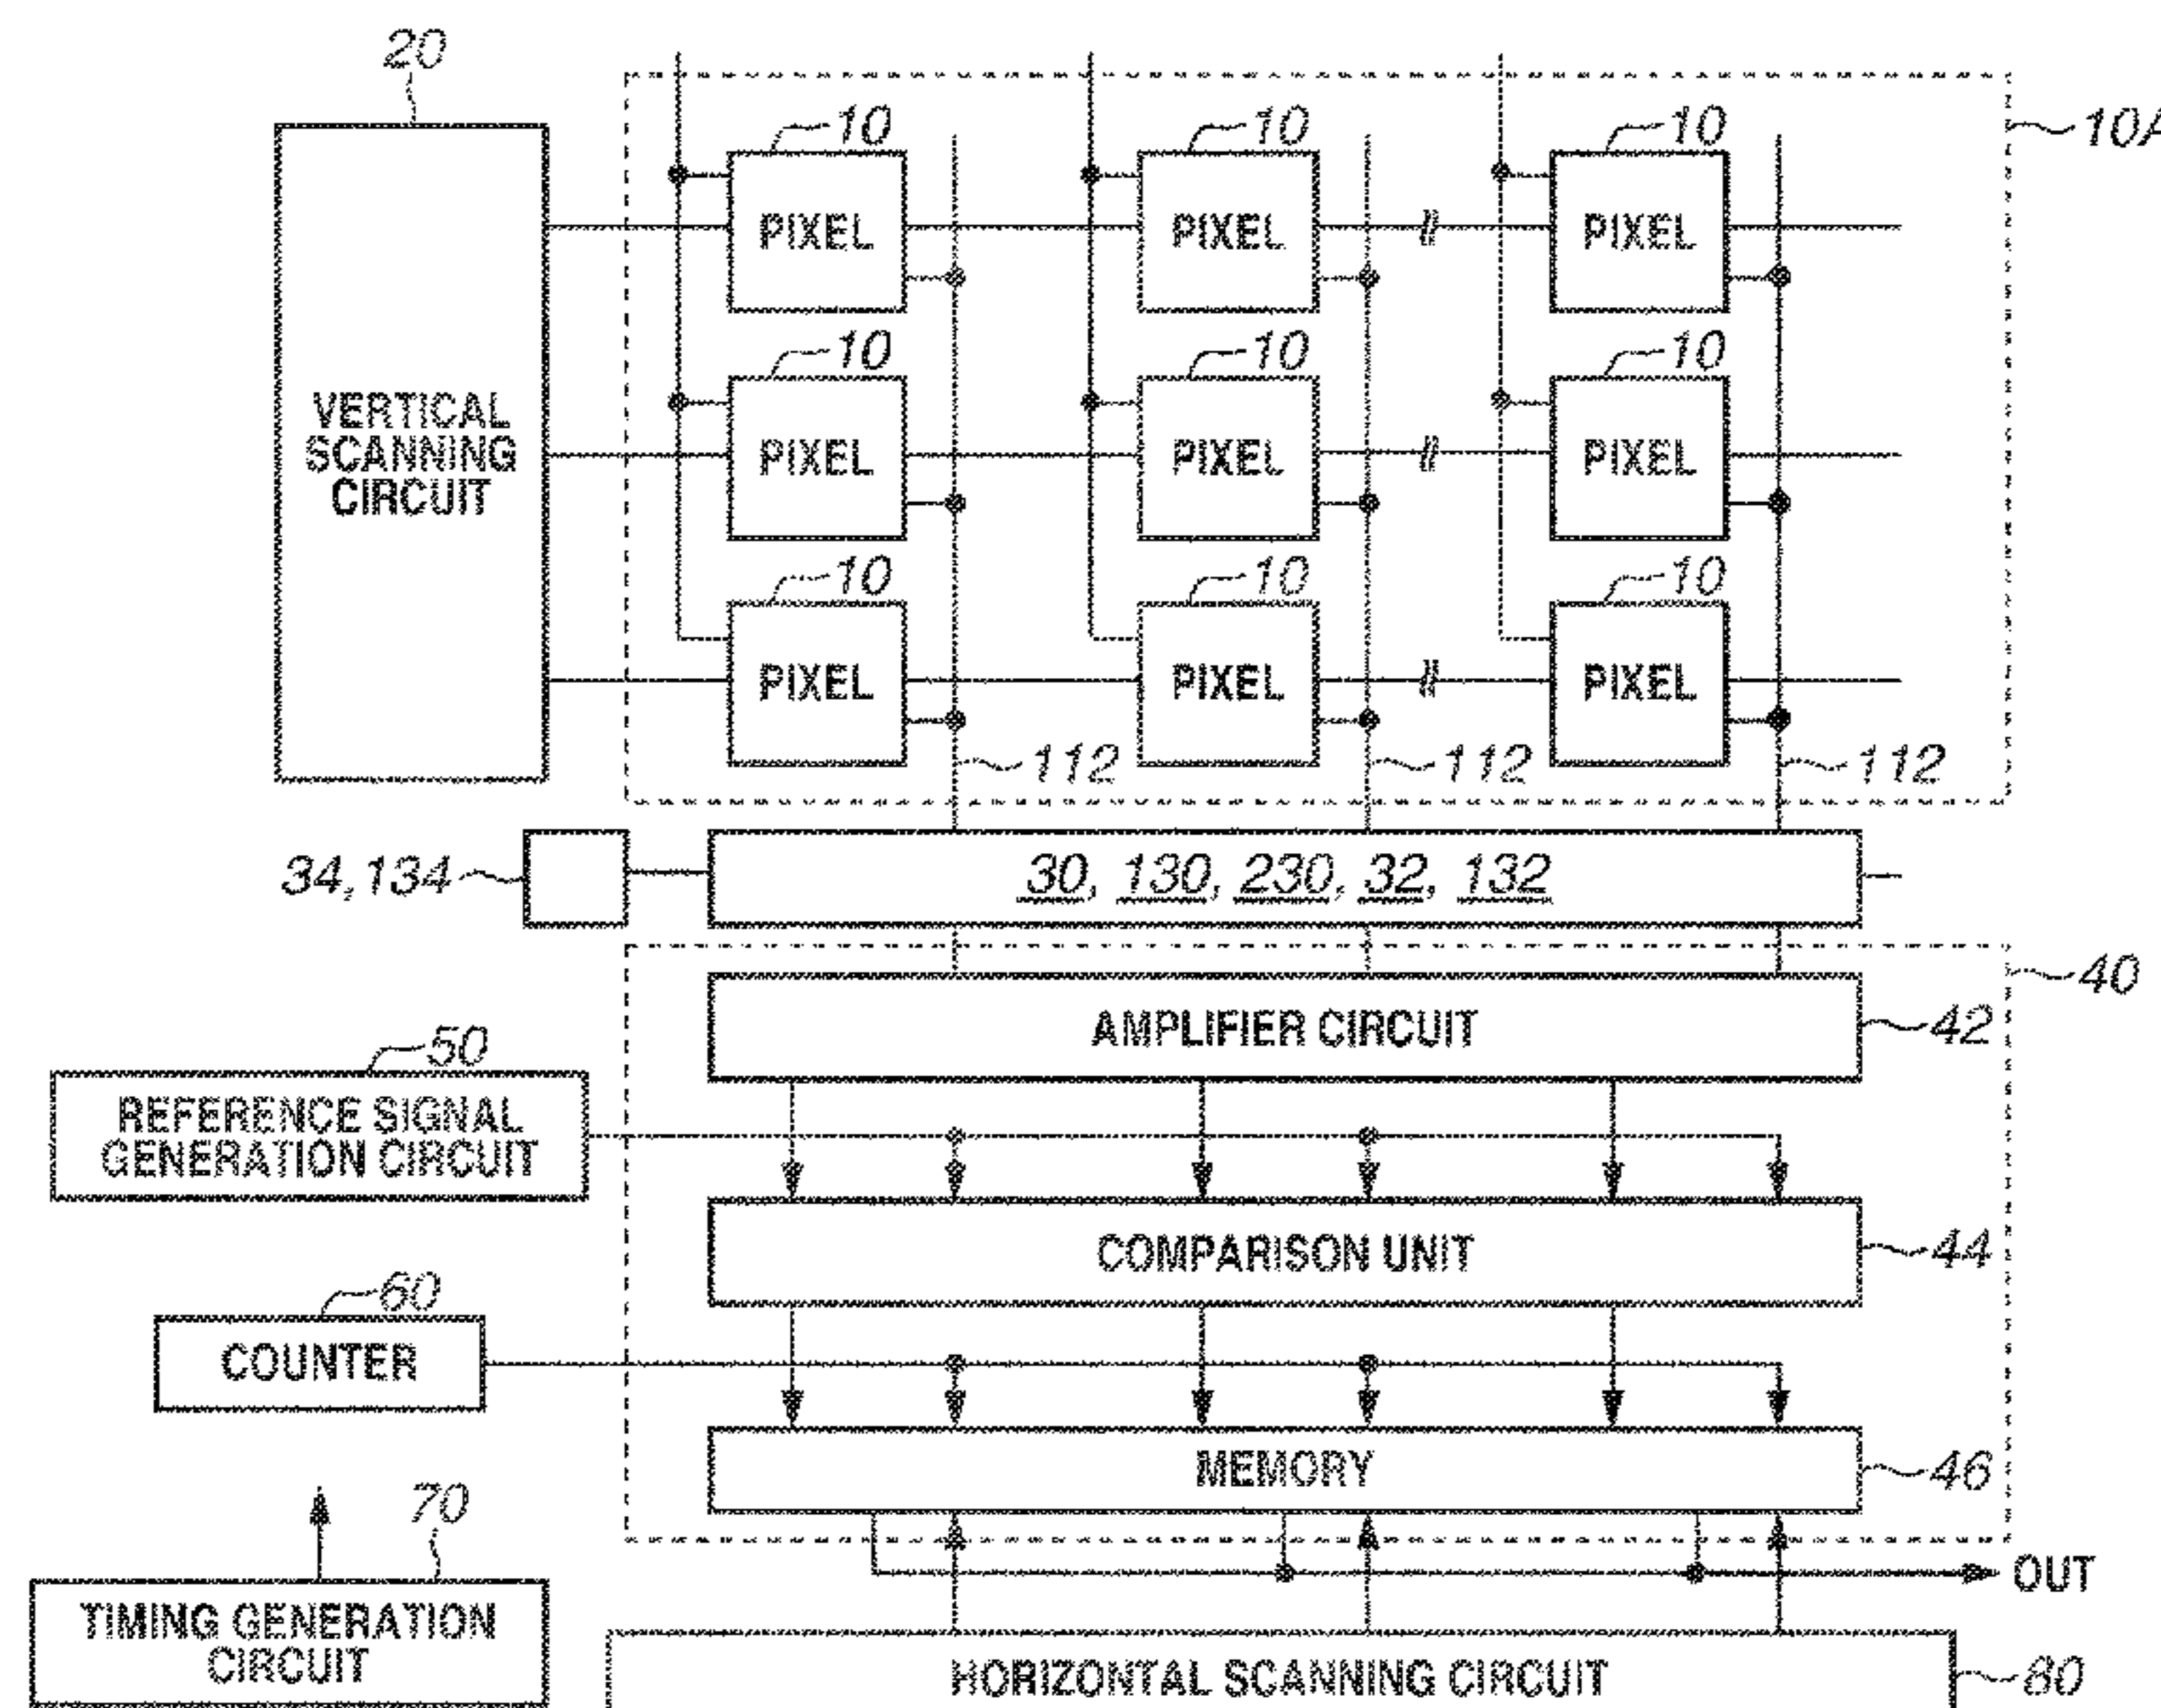 20
10 10 10
10A
PIXEL PIXEL PIXEL
10 10 10
VERTICAL
SCANNING
CIRCUIT
PIXEL PIXEL PIXEL
10 10 10
PIXEL PIXEL PIXEL
112 112 112
34,134
30, 130, 230, 32, 132
40
AMPLIFIER CIRCUIT
42
50
REFERENCE SIGNAL
GENERATION CIRCUIT
COMPARISON UNIT
44
60
COUNTER
MEMORY
46
70
OUT
TIMING GENERATION
CIRCUIT
HORIZONTAL SCANNING CIRCUIT
80